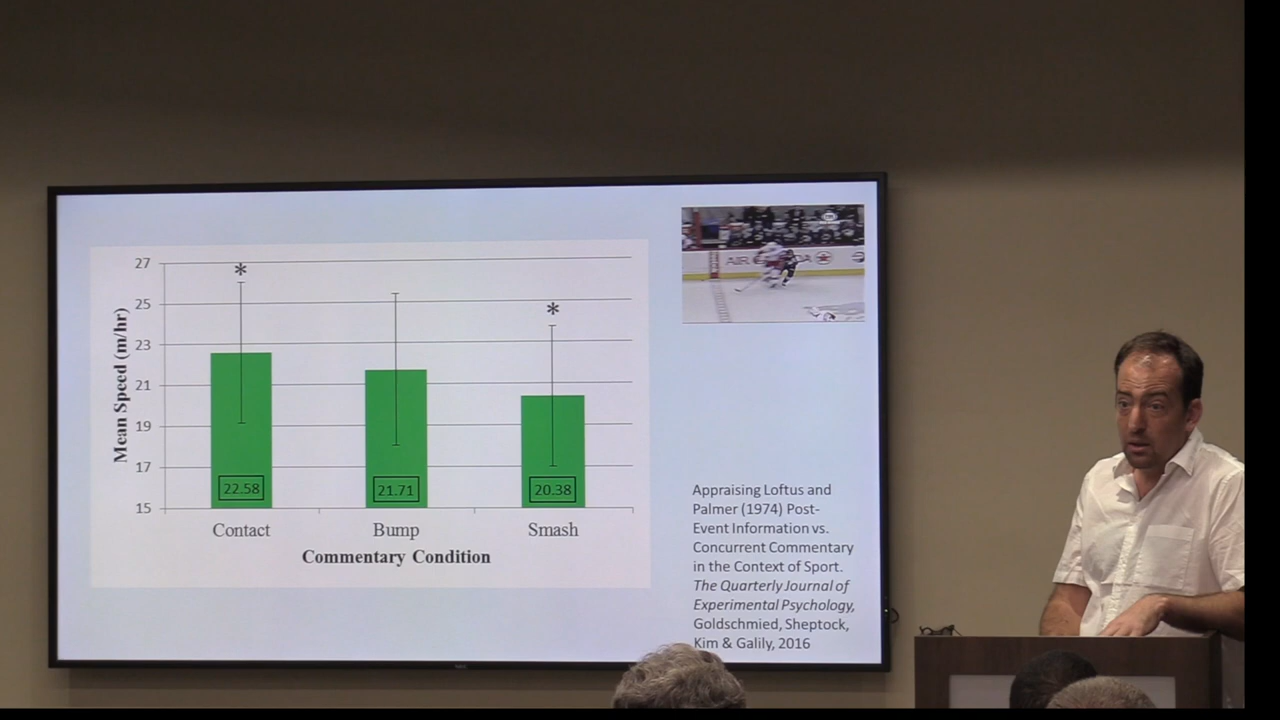 27
25
23
21
19
17
15
Mean Speed (m/hr)
*
*
22.58
21.71
20.38
Contact
Bump
Smash
Commentary Condition
AIR CANADA
Appraising Loftus and
Palmer (1974) Post-
Event Information vs.
Concurrent Commentary
in the Context of Sport.
The Quarterly Journal of
Experimental Psychology,
Goldschmied, Sheptock,
Kim & Galily, 2016
NEC